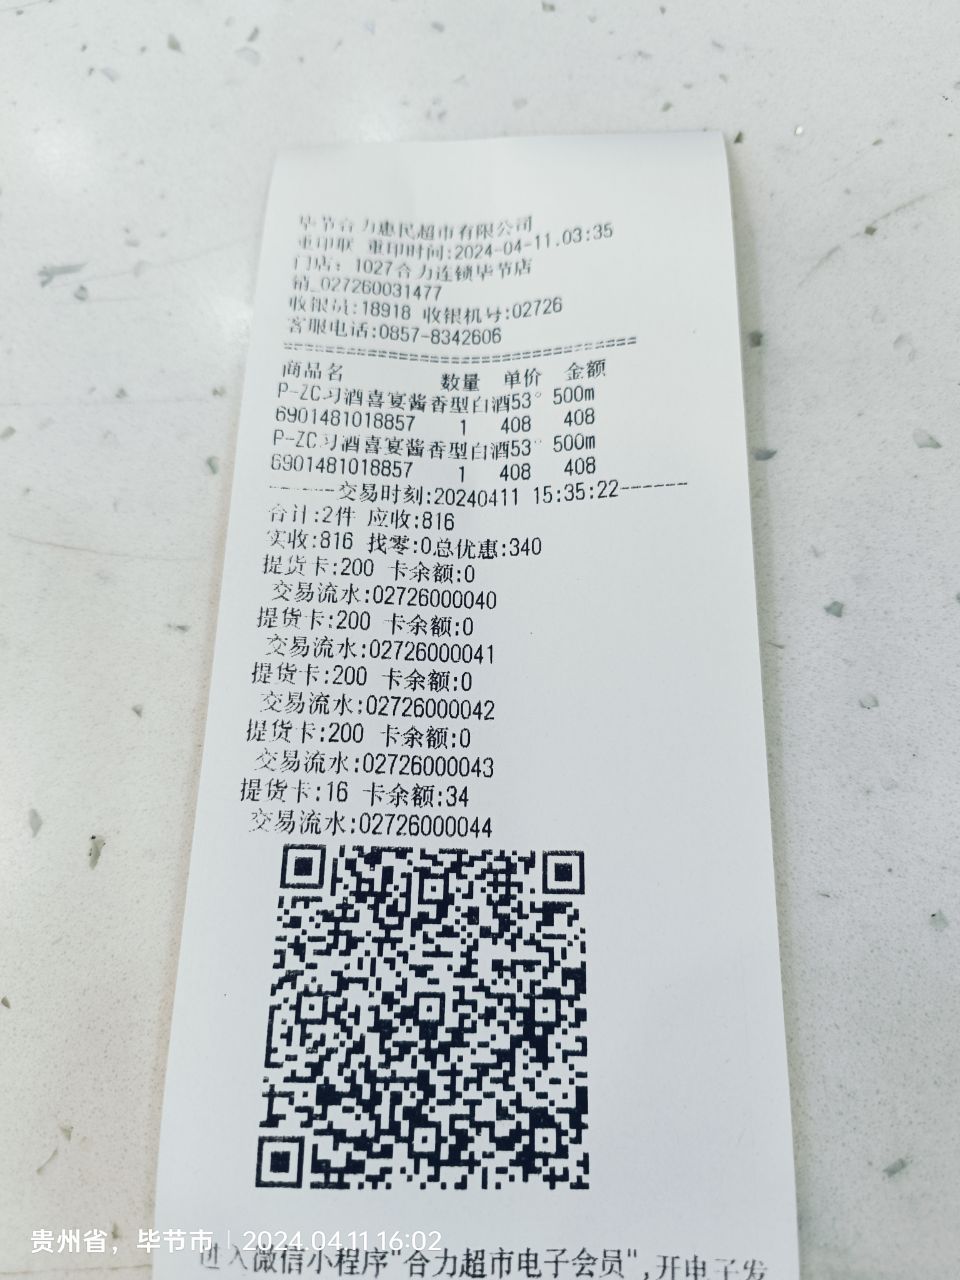 毕节合力惠民超市有限公司
重印联 重印时间:2024-04-11.03:35
门店: 1027合力连锁毕节店
销_027260031477
收银员:18918 收银机号:02726
客服电话:0857-8342606
================================
商品名 数量 单价 金额
P-ZC习酒喜宴酱香型白酒53° 500m
6901481018857 1 408 408
P-ZC习酒喜宴酱香型白酒53° 500m
6901481018857 1 408 408
------交易时刻:20240411 15:35:22------
合计:2件 应收:816
实收:816 找零:0总优惠:340
提货卡:200 卡余额:0
交易流水:02726000040
提货卡:200 卡余额:0
交易流水:02726000041
提货卡:200 卡余额:0
交易流水:02726000042
提货卡:200 卡余额:0
交易流水:02726000043
提货卡:16 卡余额:34
交易流水:02726000044
进入微信小程序"合力超市电子会员",开电子发
贵州省，毕节市 | 2024.04.11 16:02